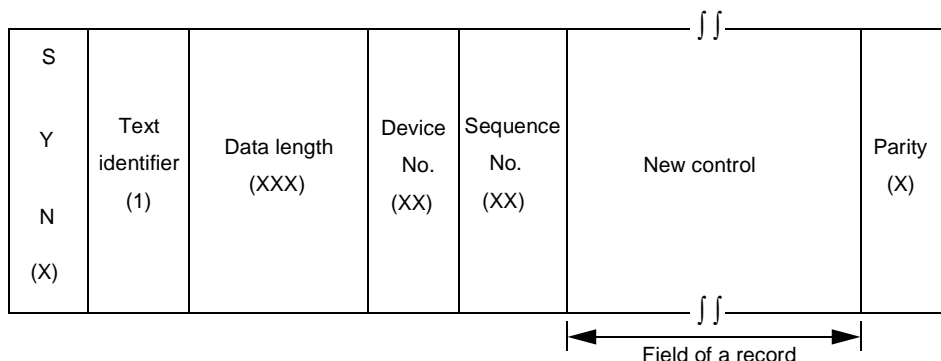 S
Y
N
(X)
Text
identifier
(1)
Data length
(XXX)
Device
No.
(XX)
Sequence
No.
(XX)
New control
Parity
(X)
Field of a record